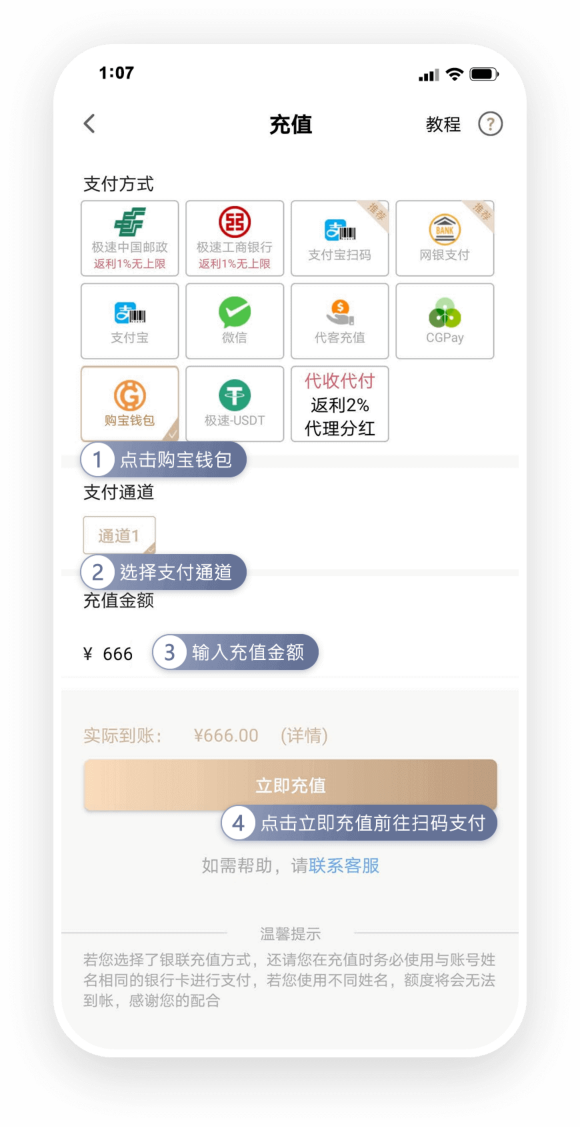 1:07
充值
教程
?
支付方式
极速中国邮政
返利1%无上限
极速工商银行
返利1%无上限
推荐
支付宝扫码
推荐
BANK
网银支付
支付宝
微信
代客充值
CGPay
购宝钱包
极速-USDT
代收代付
返利2%
代理分红
1 点击购宝钱包
支付通道
通道1
2 选择支付通道
充值金额
¥ 666
3 输入充值金额
实际到账: ¥666.00 (详情)
立即充值
4 点击立即充值前往扫码支付
如需帮助, 请联系客服
温馨提示
若您选择了银联充值方式, 还请您在充值时务必使用与账号姓
名相同的银行卡进行支付, 若您使用不同姓名, 额度将会无法
到帐, 感谢您的配合